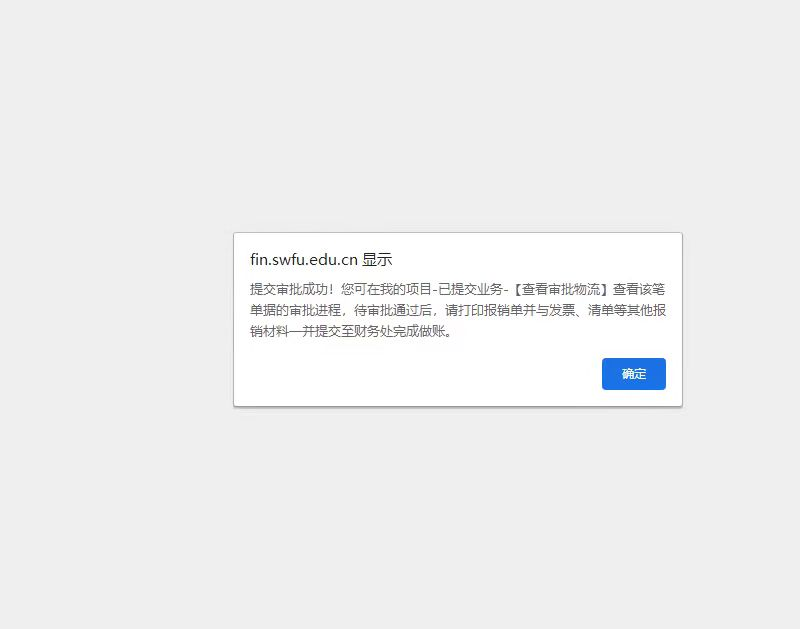 fin.swfu.edu.cn 显示
提交审批成功！您可在我的项目-已提交业务-【查看审批物流】查看该笔
单据的审批进程，待审批通过后，请打印报销单并与发票、清单等其他报
销材料一并提交至财务处完成做账。
确定